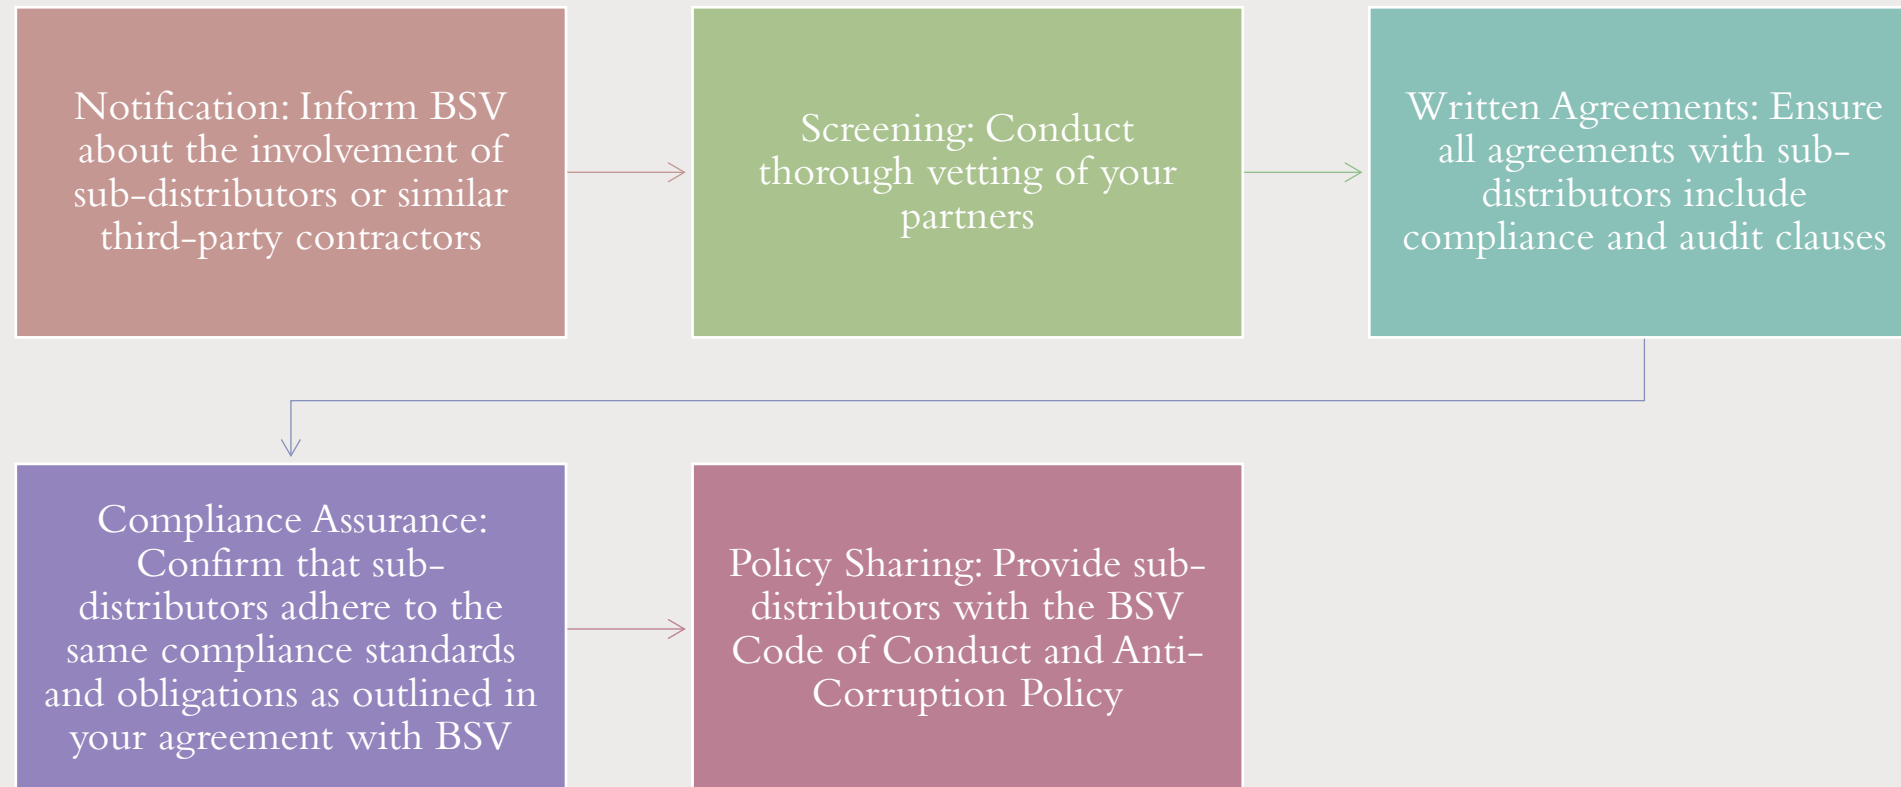 Notification: Inform BSV
about the involvement of
sub-distributors or similar
third-party contractors
Screening: Conduct
thorough vetting of your
partners
Written Agreements: Ensure
all agreements with sub-
distributors include
compliance and audit clauses
Compliance Assurance:
Confirm that sub-
distributors adhere to the
same compliance standards
and obligations as outlined in
your agreement with BSV
Policy Sharing: Provide sub-
distributors with the BSV
Code of Conduct and Anti-
Corruption Policy